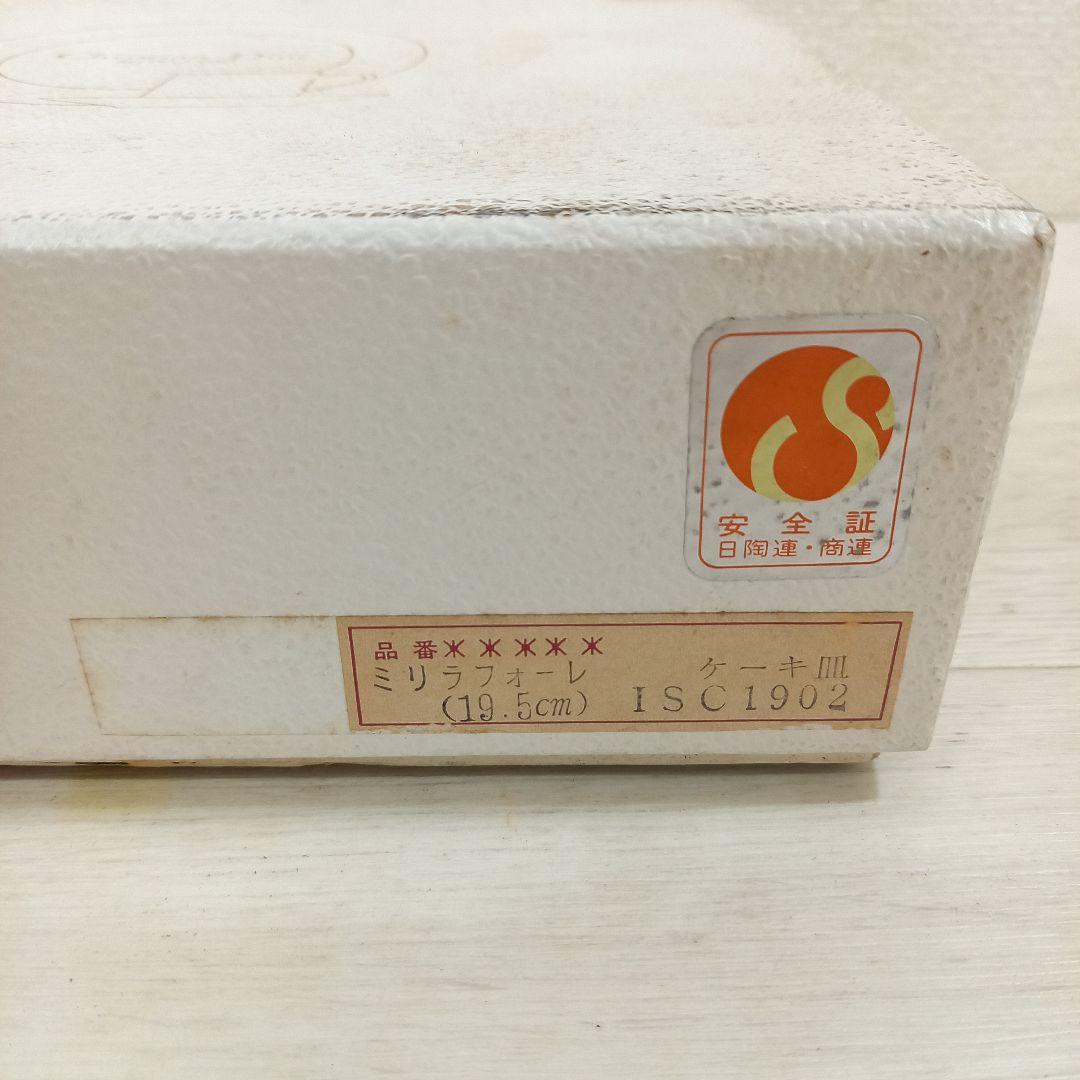 安全証
日陶連・商連
品番✶✶✶✶✶
ミリラフォーレ ケーキ皿
(19.5cm) ISC1902